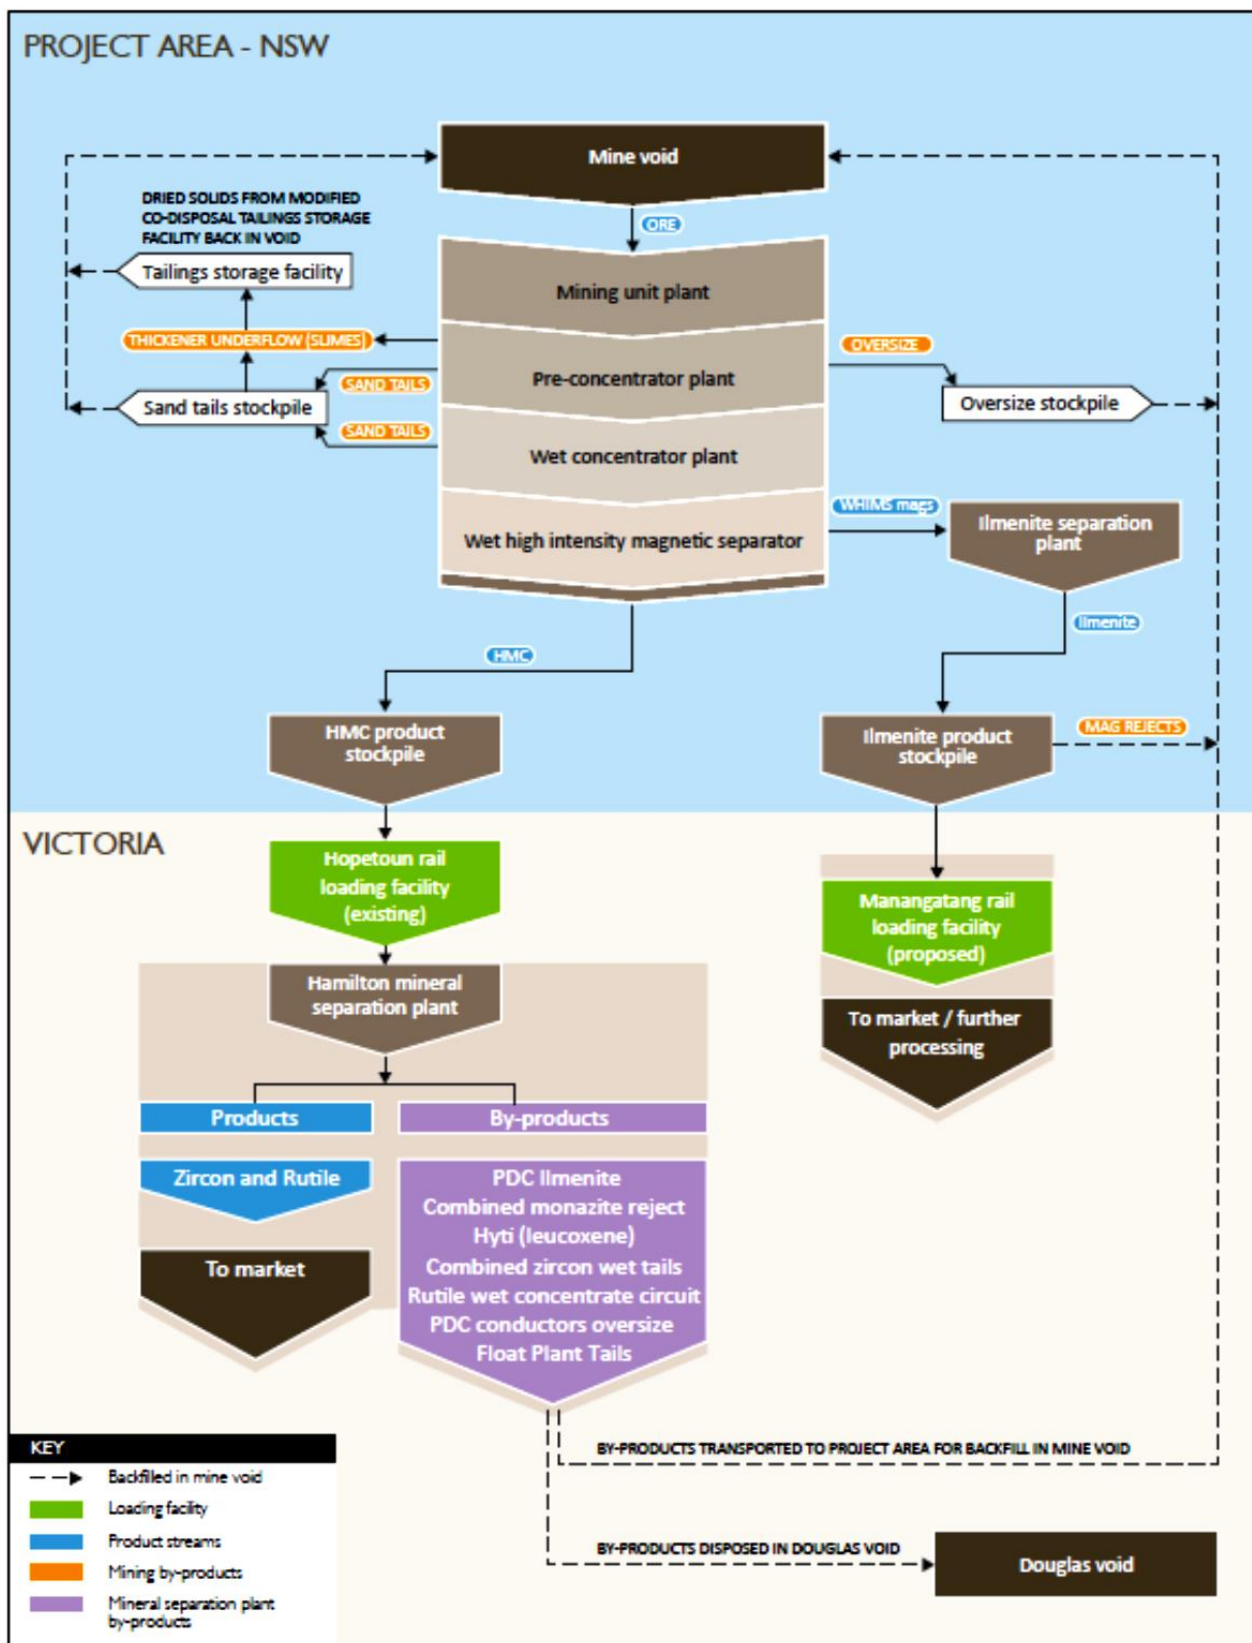 PROJECT AREA - NSW
Mine void
DRIED SOLIDS FROM MODIFIED
CO-DISPOSAL TAILINGS STORAGE
FACILITY BACK IN VOID
ORE
Tailings storage facility
Mining unit plant
THICKENER UNDERFLOW (SLIMES)
OVERSIZE
SAND TAILS
Pre-concentrator plant
Sand tails stockpile
Oversize stockpile
SAND TAILS
Wet concentrator plant
WHIMS mags
Wet high intensity magnetic separator
Ilmenite separation
plant
Ilmenite
HMC
HMC product
stockpile
Ilmenite product
stockpile
MAG REJECTS
VICTORIA
Hopetoun rail
loading facility
(existing)
Manangatang rail
loading facility
(proposed)
Hamilton mineral
separation plant
To market / further
processing
Products
By-products
Zircon and Rutile
To market
PDC Ilmenite
Combined monazite reject
Hyti (leucoxene)
Combined zircon wet tails
Rutile wet concentrate circuit
PDC conductors oversize
Float Plant Tails
BY-PRODUCTS TRANSPORTED TO PROJECT AREA FOR BACKFILL IN MINE VOID
BY-PRODUCTS DISPOSED IN DOUGLAS VOID
Douglas void
KEY
Backfilled in mine void
Loading facility
Product streams
Mining by-products
Mineral separation plant
by-products